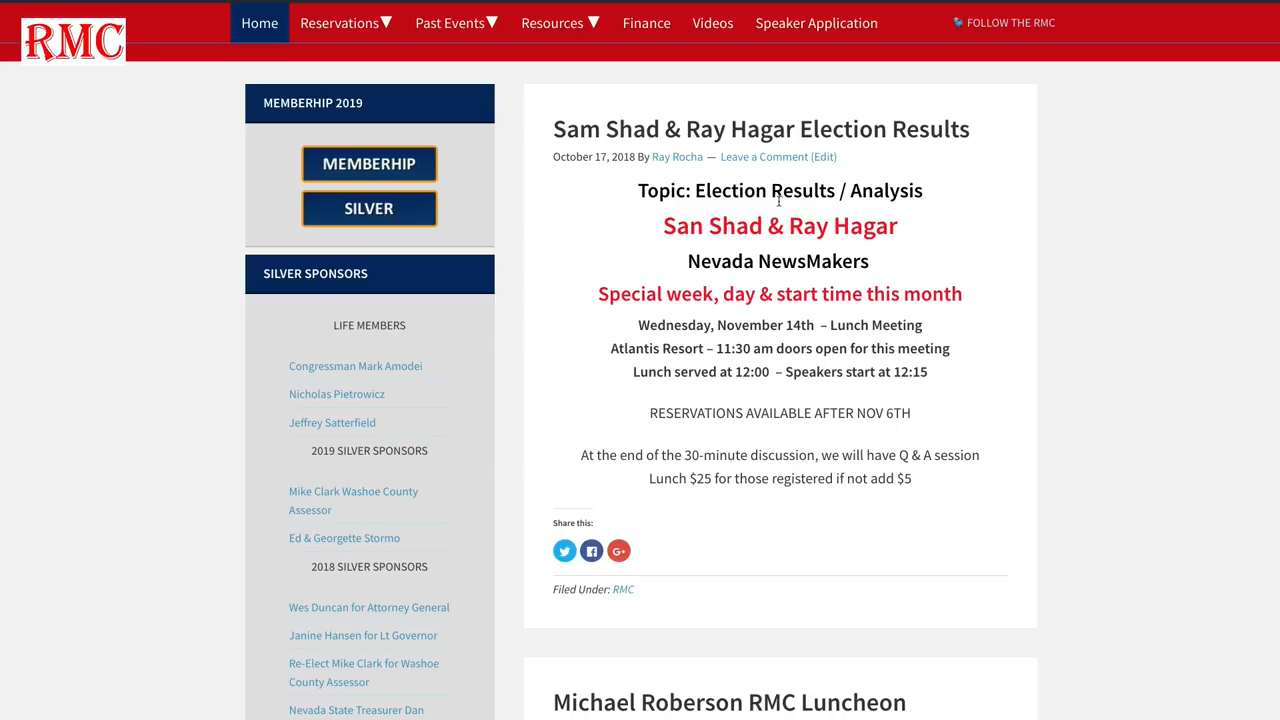 RMC
Home Reservations▼ Past Events▼ Resources ▼ Finance Videos Speaker Application FOLLOW THE RMC
MEMBERHIP 2019
MEMBERHIP
SILVER
SILVER SPONSORS
LIFE MEMBERS
Congressman Mark Amodei
Nicholas Pietrowicz
Jeffrey Satterfield
2019 SILVER SPONSORS
Mike Clark Washoe County
Assessor
Ed & Georgette Stormo
2018 SILVER SPONSORS
Wes Duncan for Attorney General
Janine Hansen for Lt Governor
Re-Elect Mike Clark for Washoe
County Assessor
Nevada State Treasurer Dan
Sam Shad & Ray Hagar Election Results
October 17, 2018 By Ray Rocha — Leave a Comment (Edit)
Topic: Election Results / Analysis
San Shad & Ray Hagar
Nevada NewsMakers
Special week, day & start time this month
Wednesday, November 14th – Lunch Meeting
Atlantis Resort – 11:30 am doors open for this meeting
Lunch served at 12:00 – Speakers start at 12:15
RESERVATIONS AVAILABLE AFTER NOV 6TH
At the end of the 30-minute discussion, we will have Q & A session
Lunch $25 for those registered if not add $5
Share this:
G+
Filed Under: RMC
Michael Roberson RMC Luncheon